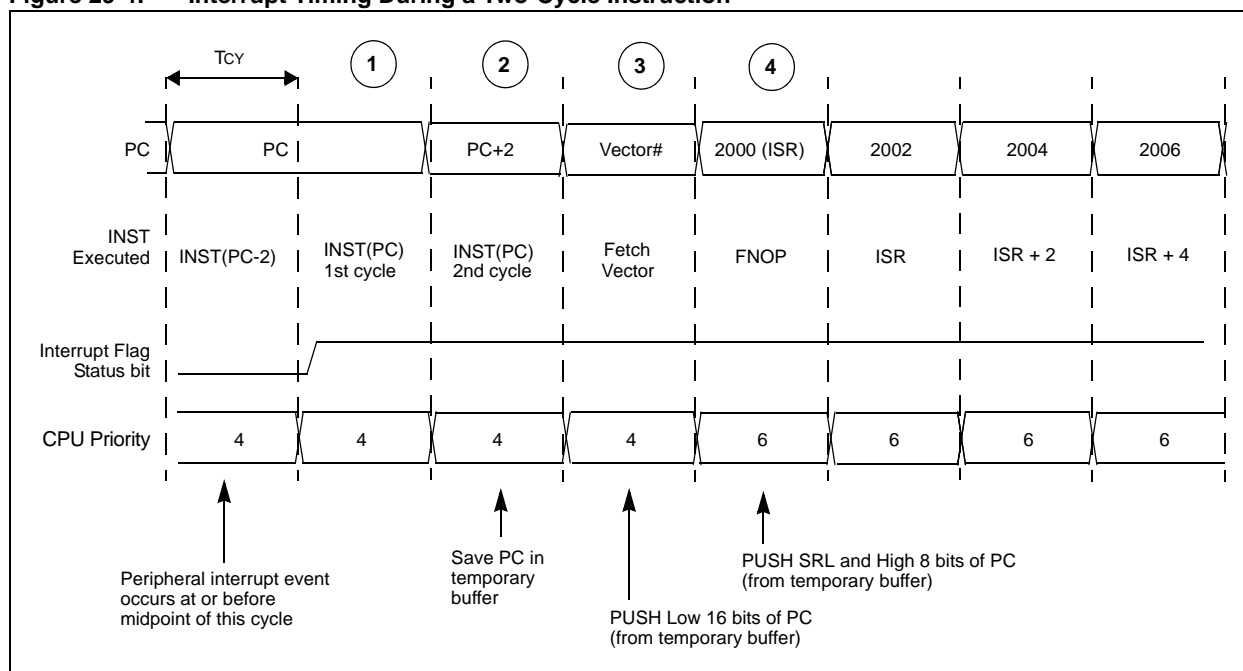 Figure 29-4: Interrupt Timing During a Two-Cycle Instruction
TCY
1
2
3
4
PC
PC
PC+2
Vector#
2000 (ISR)
2002
2004
2006
INST
Executed
INST(PC-2)
INST(PC)
1st cycle
INST(PC)
2nd cycle
Fetch
Vector
FNOP
ISR
ISR + 2
ISR + 4
Interrupt Flag
Status bit
CPU Priority
4
4
4
4
6
6
6
6
Peripheral interrupt event
occurs at or before
midpoint of this cycle
Save PC in
temporary
buffer
PUSH Low 16 bits of PC
(from temporary buffer)
PUSH SRL and High 8 bits of PC
(from temporary buffer)